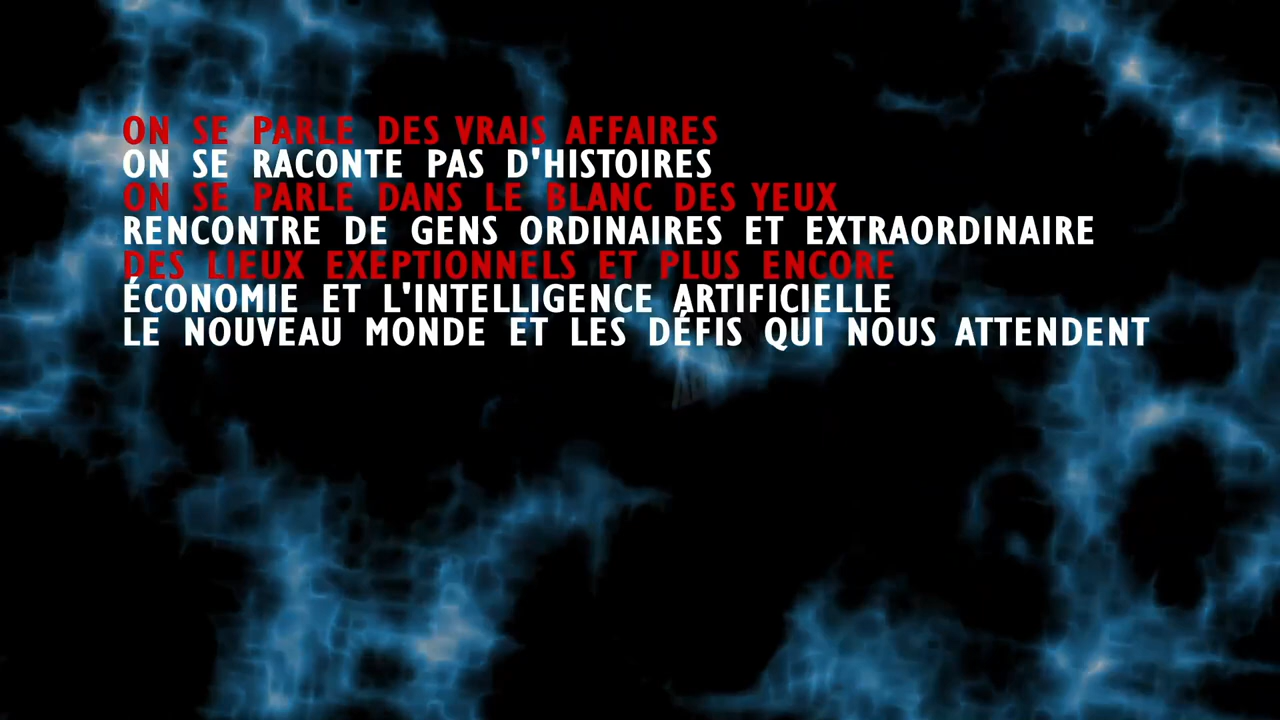 ON SE PARLE DES VRAIS AFFAIRES
ON SE RACONTE PAS D'HISTOIRES
ON SE PARLE DANS LE BLANC DES YEUX
RENCONTRE DE GENS ORDINAIRES ET EXTRAORDINAIRE
DES LIEUX EXEPTIONNELS ET PLUS ENCORE
ÉCONOMIE ET L'INTELLIGENCE ARTIFICIELLE
LE NOUVEAU MONDE ET LES DÉFIS QUI NOUS ATTENDENT